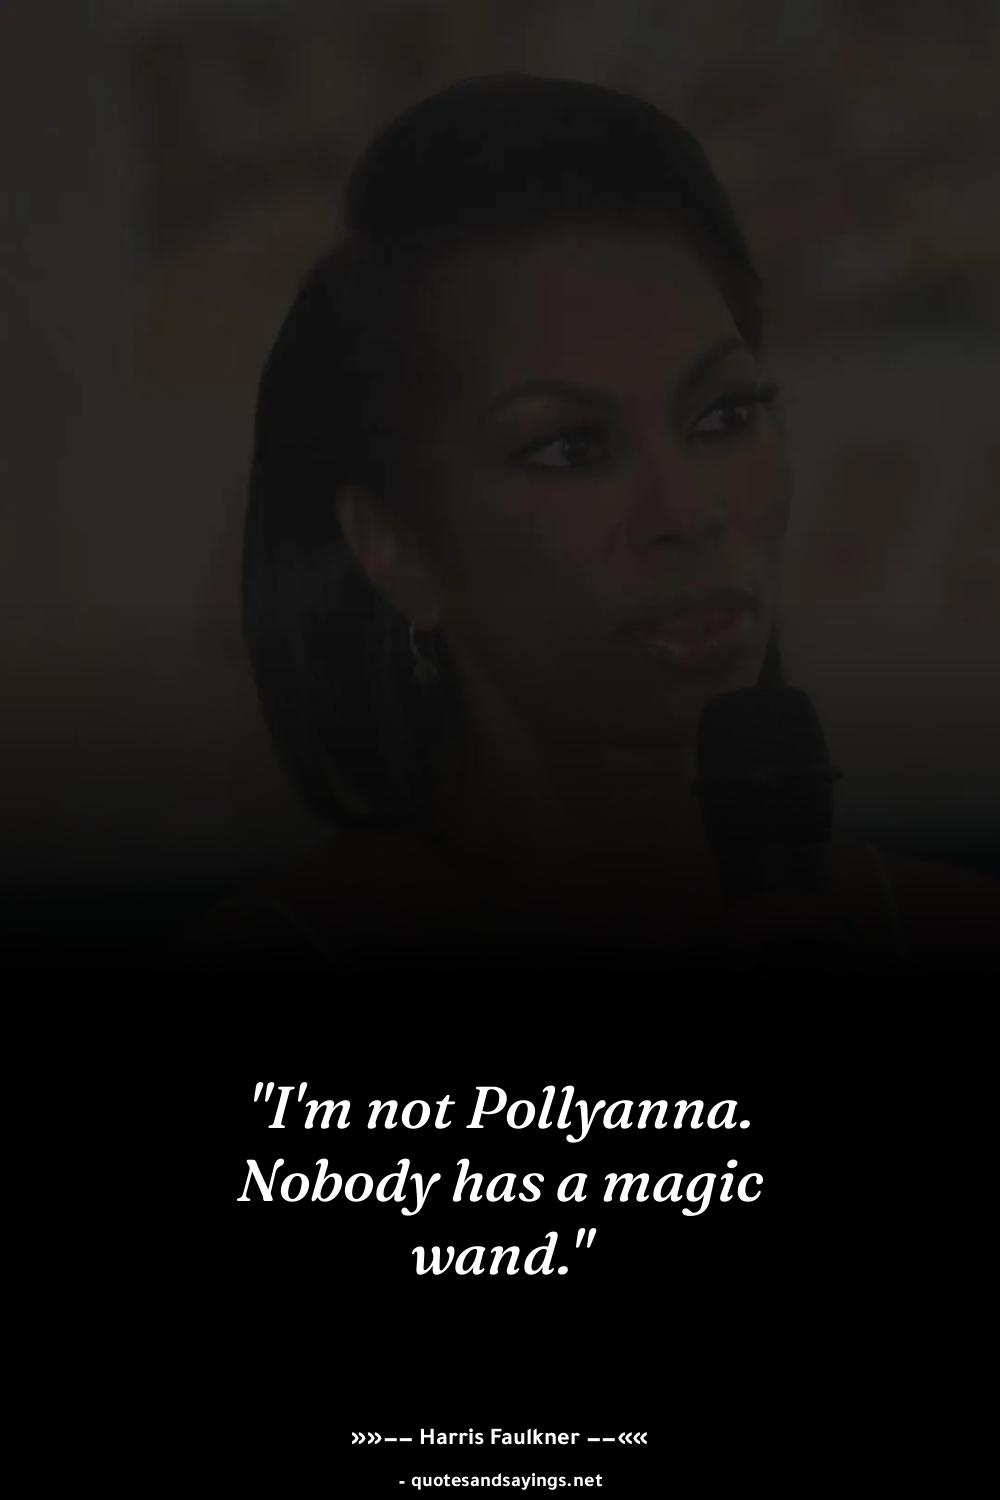 "I'm not Pollyanna.
Nobody has a magic
wand."
»»–– Harris Faulkner ––««
- quotesandsayings.net